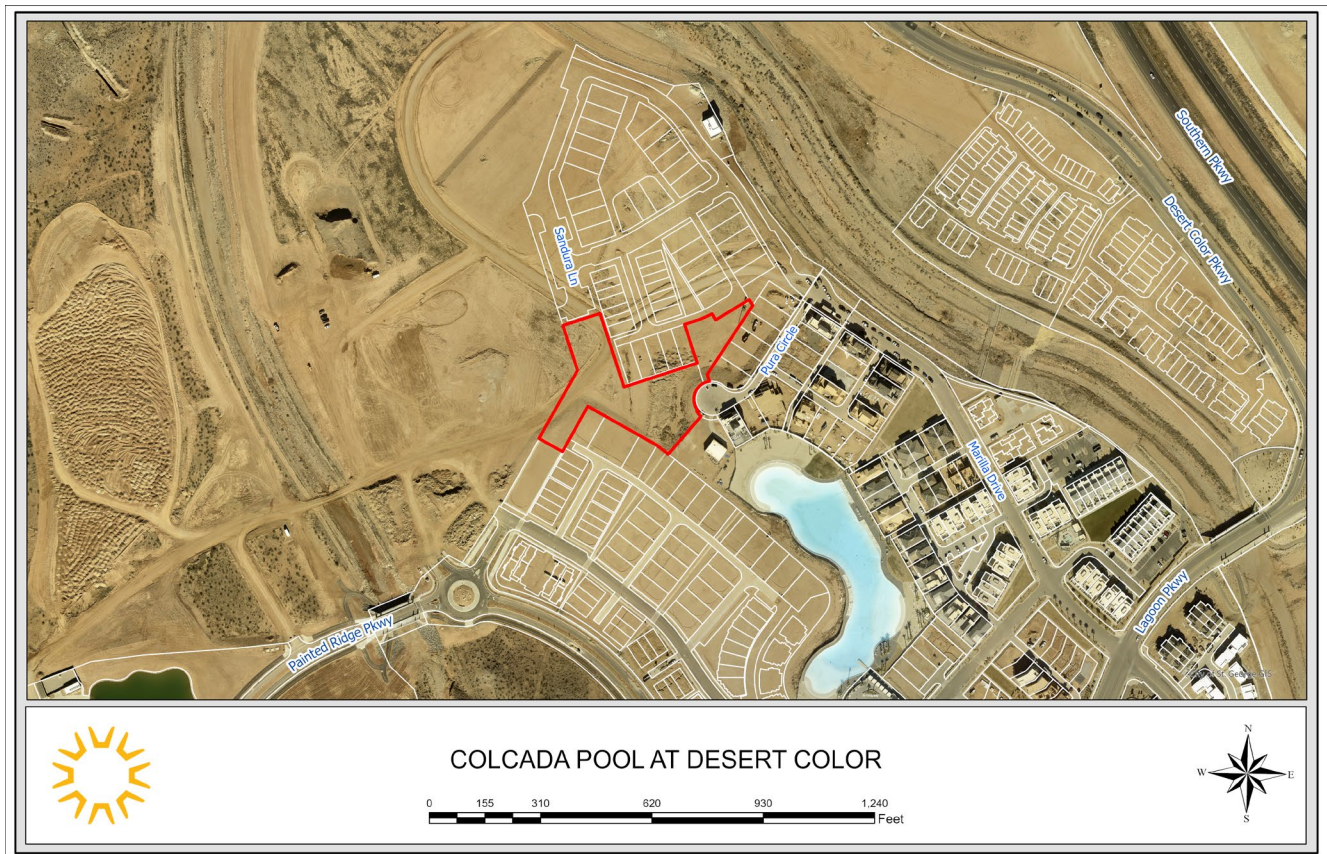 Southern Pkwy
Desert Color Pkwy
Sandura Ln
Pura Circle
Marilla Drive
Lagoon Pkwy
Painted Ridge Pkwy
COLCADA POOL AT DESERT COLOR
0 155 310 620 930 1,240
Feet
N
W E
S